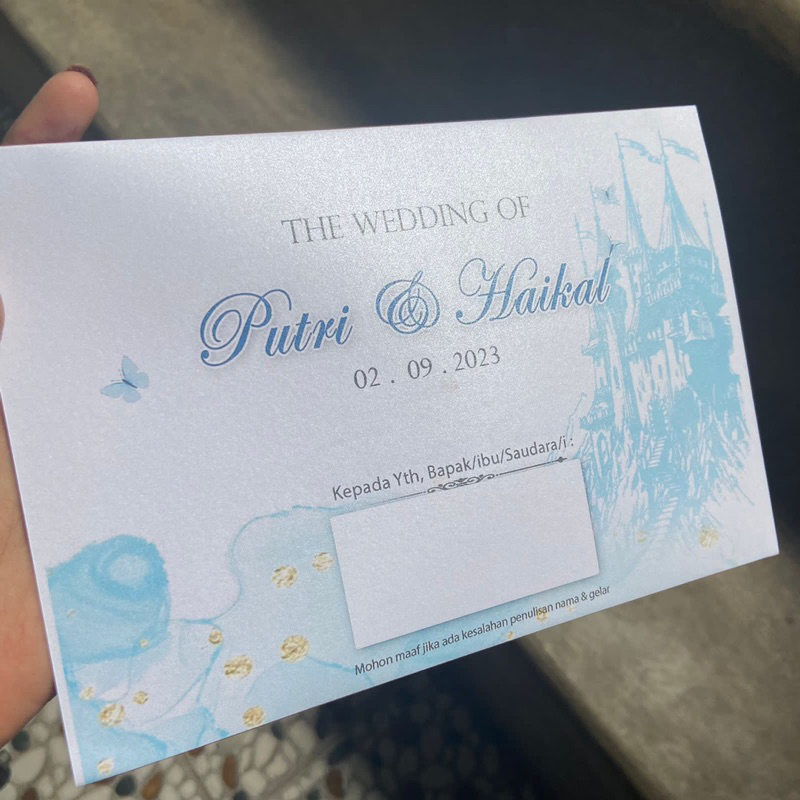 THE WEDDING OF
Putri & Haikal
02 . 09 . 2023
Kepada Yth, Bapak/ibu/Saudara/i :
Mohon maaf jika ada kesalahan penulisan nama & gelar